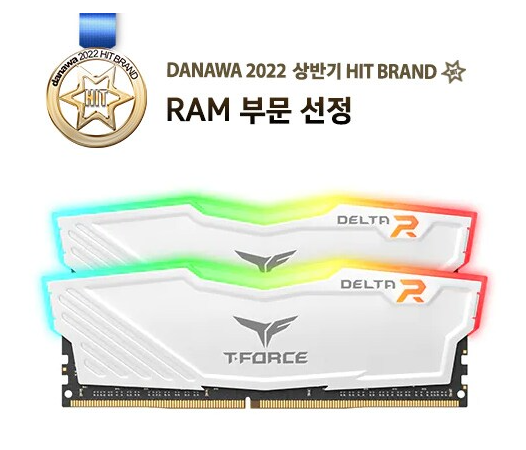 danawa 2022 HIT BRAND
HIT
DANAWA 2022 상반기 HIT BRAND
RAM 부문 선정
DELTA R
DELTA R
T-FORCE